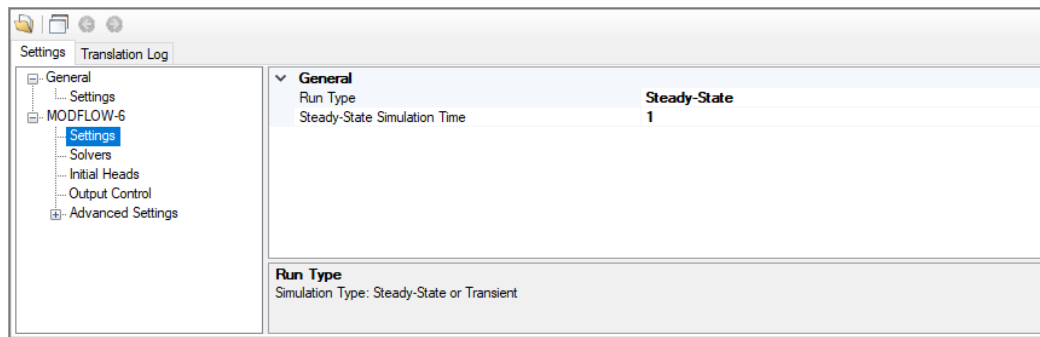 Settings Translation Log
General
Settings
MODFLOW-6
Settings
Solvers
Initial Heads
Output Control
Advanced Settings
General
Run Type Steady-State
Steady-State Simulation Time 1
Run Type
Simulation Type: Steady-State or Transient